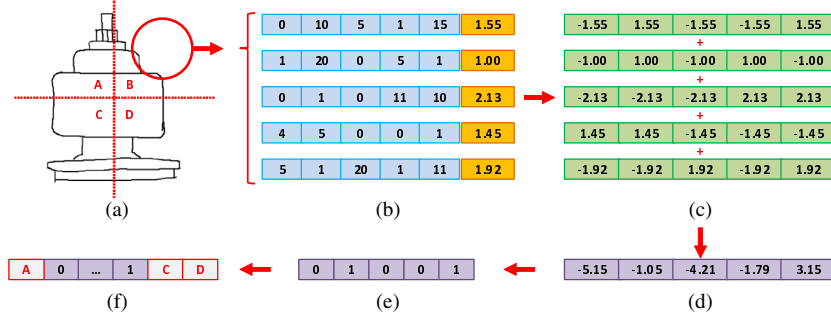 A B
C D
(a)
0 10 5 1 15 1.55
1 20 0 5 1 1.00
0 1 0 11 10 2.13
4 5 0 0 1 1.45
5 1 20 1 11 1.92
(b)
-1.55 1.55 1.55 -1.55 1.55
+
-1.00 1.00 -1.00 1.00 -1.00
+
-2.13 -2.13 -2.13 2.13 2.13
+
1.45 1.45 -1.45 -1.45 -1.45
+
-1.92 -1.92 1.92 -1.92 1.92
(c)
A 0 ... 1 C D
(f)
0 1 0 0 1
(e)
-5.15 -1.05 -4.21 -1.79 3.15
(d)